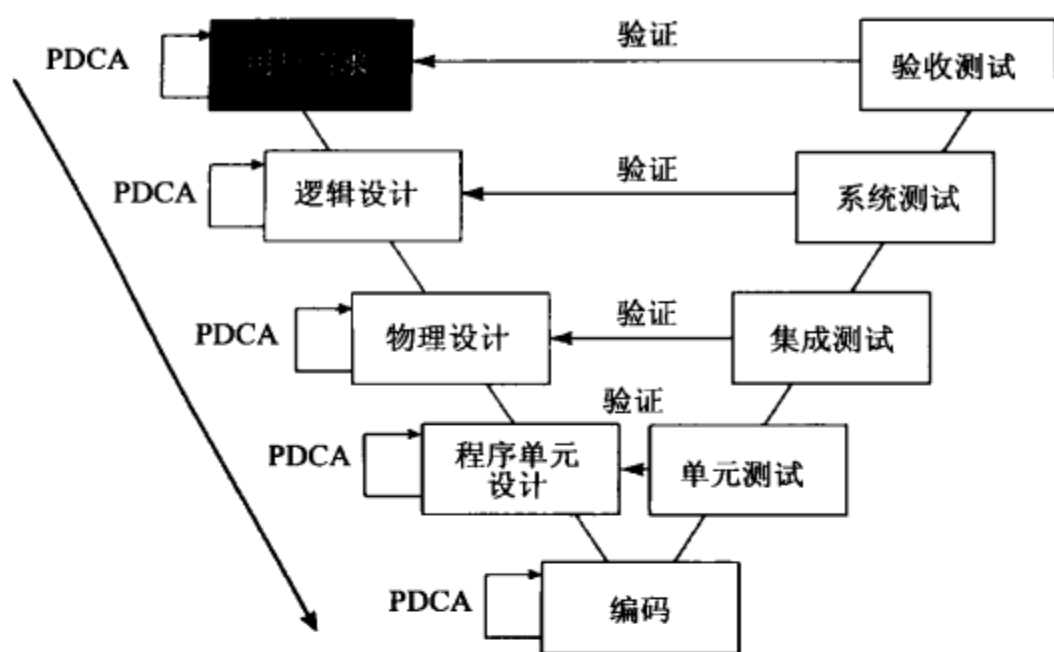 PDCA
验证
验收测试
PDCA
逻辑设计
验证
系统测试
PDCA
物理设计
验证
集成测试
PDCA
程序单元
设计
验证
单元测试
PDCA
编码